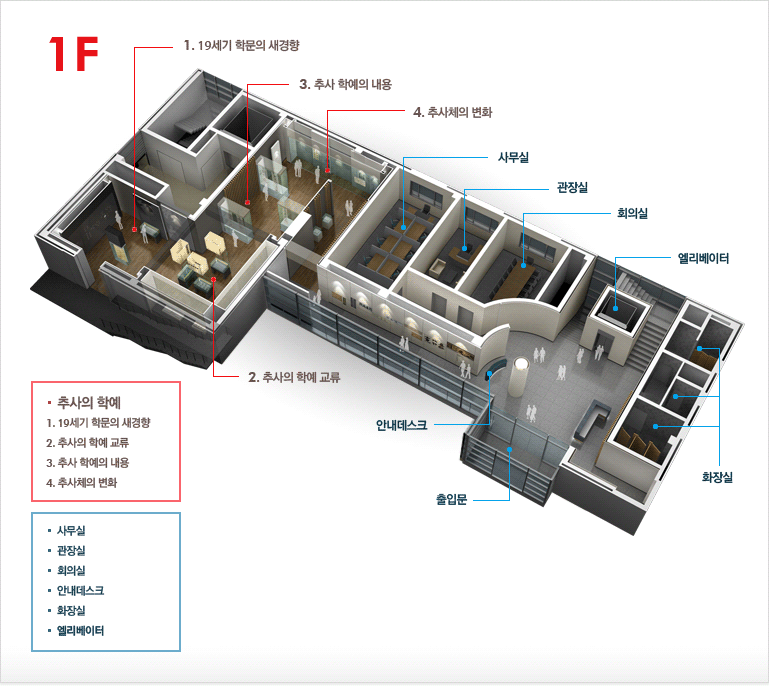 1F
1. 19세기 학문의 새경향
3. 추사 학예의 내용
4. 추사체의 변화
사무실
관장실
회의실
엘리베이터
2. 추사의 학예 교류
안내데스크
출입문
화장실
• 추사의 학예
1. 19세기 학문의 새경향
2. 추사의 학예 교류
3. 추사 학예의 내용
4. 추사체의 변화
• 사무실
• 관장실
• 회의실
• 안내데스크
• 화장실
• 엘리베이터